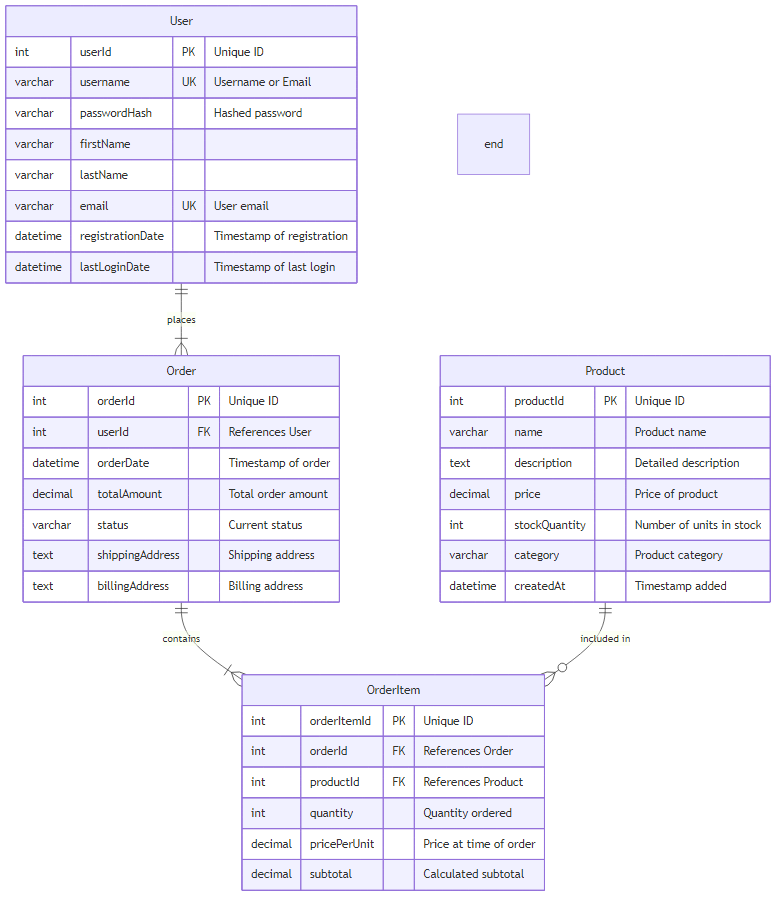 User
int userId PK Unique ID
varchar username UK Username or Email
varchar passwordHash Hashed password
varchar firstName
varchar lastName
varchar email UK User email
datetime registrationDate Timestamp of registration
datetime lastLoginDate Timestamp of last login
end
places
Order
int orderId PK Unique ID
int userId FK References User
datetime orderDate Timestamp of order
decimal totalAmount Total order amount
varchar status Current status
text shippingAddress Shipping address
text billingAddress Billing address
Product
int productId PK Unique ID
varchar name Product name
text description Detailed description
decimal price Price of product
int stockQuantity Number of units in stock
varchar category Product category
datetime createdAt Timestamp added
contains
included in
OrderItem
int orderItemId PK Unique ID
int orderId FK References Order
int productId FK References Product
int quantity Quantity ordered
decimal pricePerUnit Price at time of order
decimal subtotal Calculated subtotal